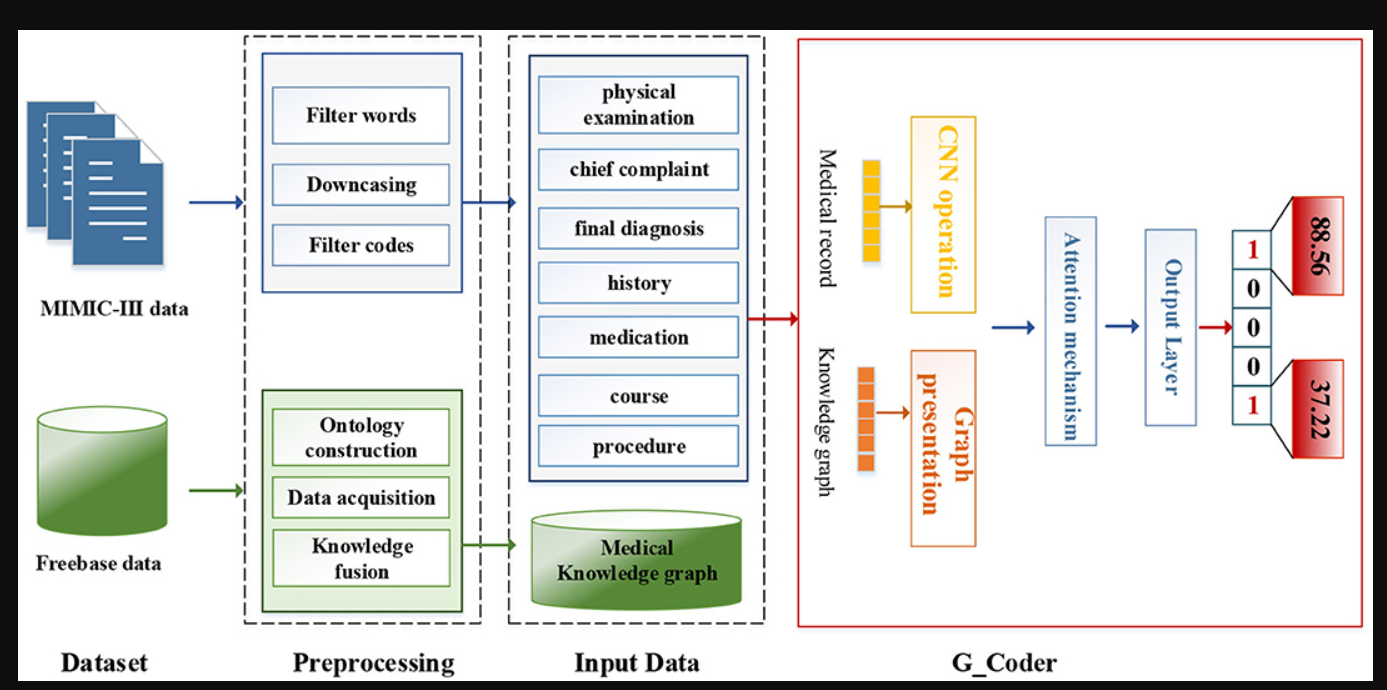 MIMIC-III data
Freebase data
Dataset
Filter words
Downcasing
Filter codes
Ontology
construction
Data acquisition
Knowledge
fusion
Preprocessing
physical
examination
chief complaint
final diagnosis
history
medication
course
procedure
Medical
Knowledge graph
Input Data
Medical record
CNN operation
Knowledge graph
Graph
presentation
Attention mechanism
Output Layer
1
0
0
0
1
88.56
37.22
G_Coder